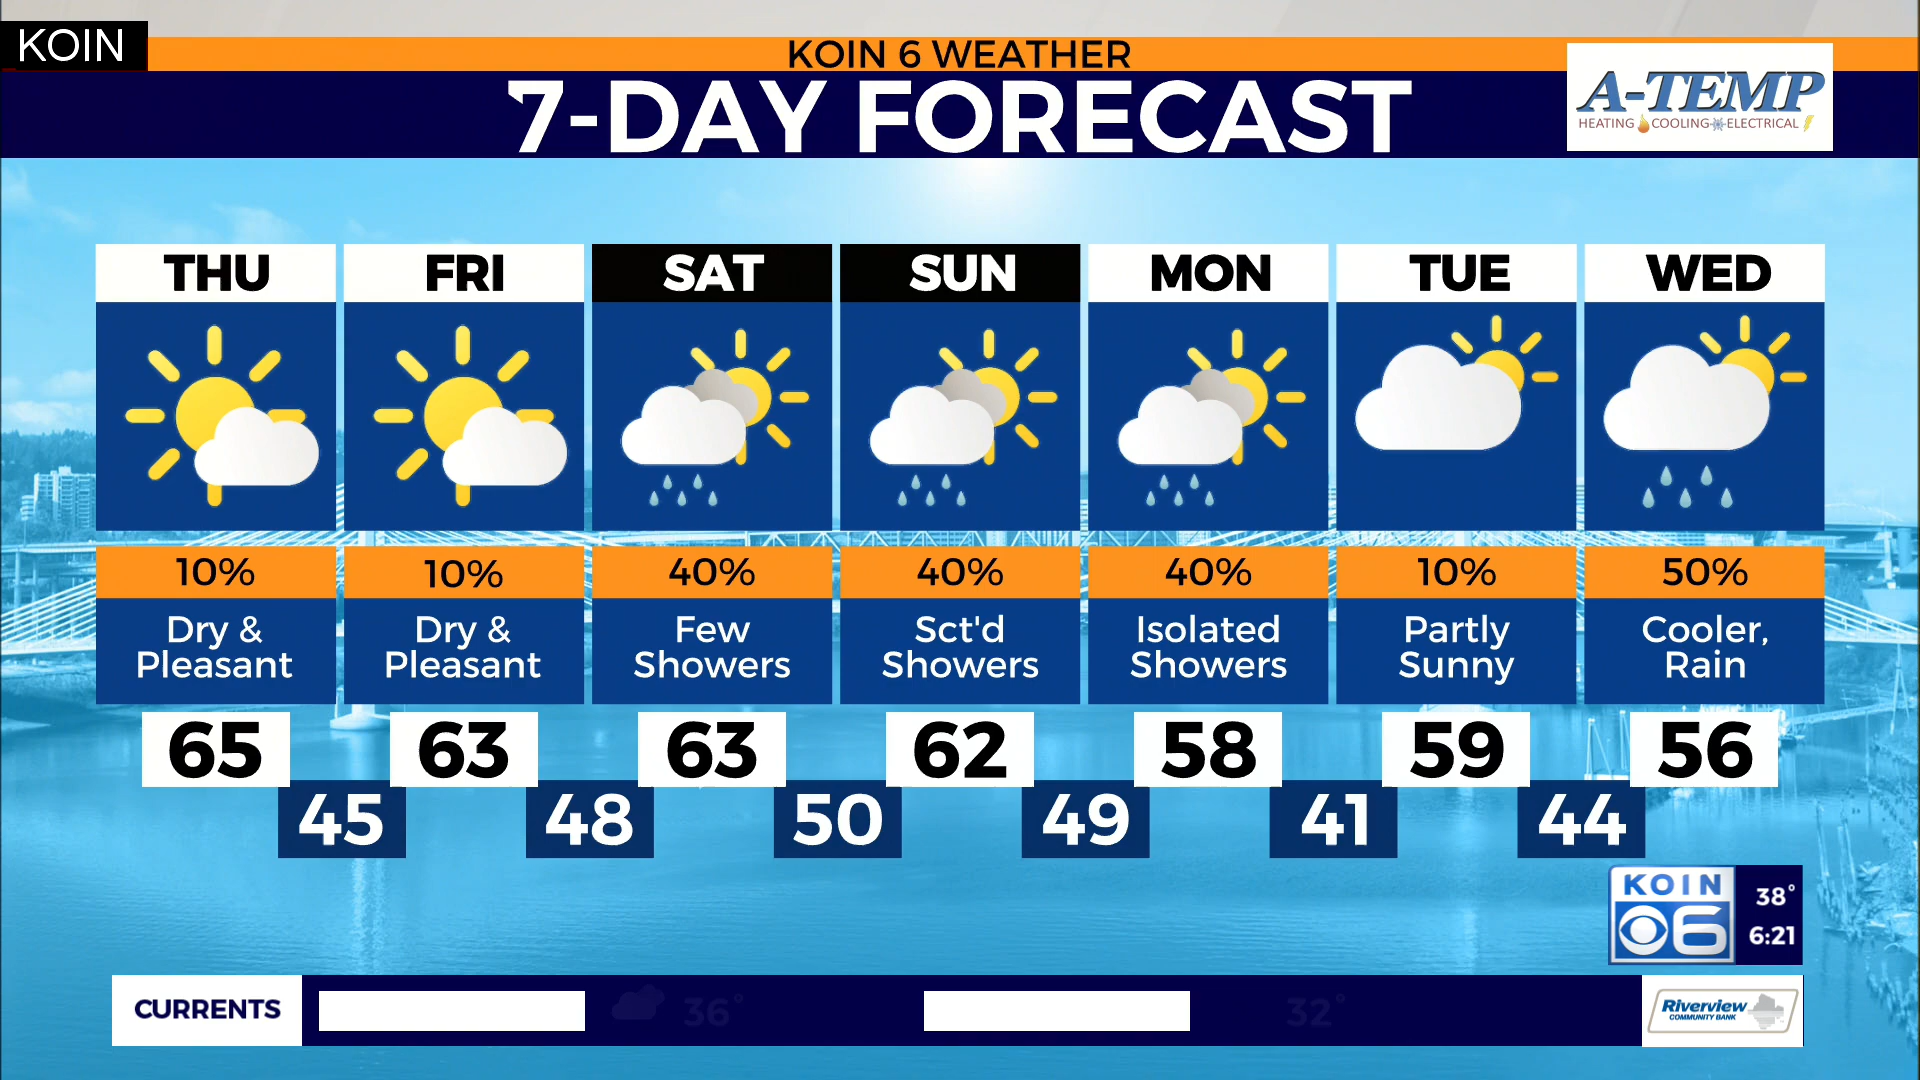 KOIN
KOIN 6 WEATHER
7-DAY FORECAST
A-TEMP
HEATING COOLING ELECTRICAL
THU FRI SAT SUN MON TUE WED
10% 10% 40% 40% 40% 10% 50%
Dry & Dry & Few Sct'd Isolated Partly Cooler,
Pleasant Pleasant Showers Showers Showers Sunny Rain
65 63 63 62 58 59 56
45 48 50 49 41 44
KOIN
6
38°
6:21
CURRENTS 36° 32°
Riverview
COMMUNITY BANK